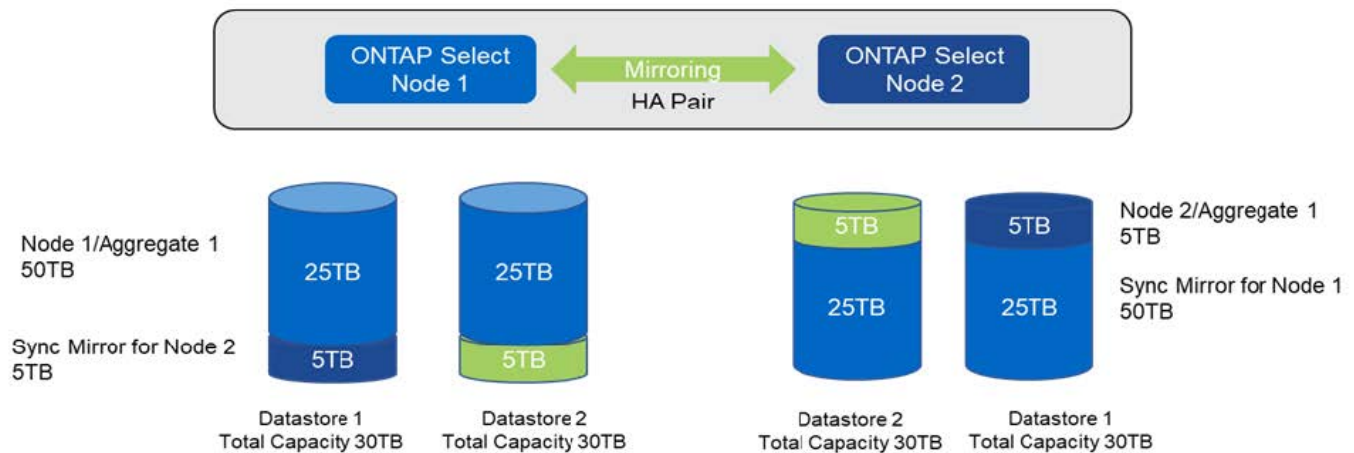 ONTAP Select
Node 1
Mirroring
HA Pair
ONTAP Select
Node 2
Node 1/Aggregate 1
50TB
25TB
25TB
Sync Mirror for Node 2
5TB
5TB
5TB
5TB
5TB
25TB
25TB
Node 2/Aggregate 1
5TB
Sync Mirror for Node 1
50TB
Datastore 1
Total Capacity 30TB
Datastore 2
Total Capacity 30TB
Datastore 2
Total Capacity 30TB
Datastore 1
Total Capacity 30TB